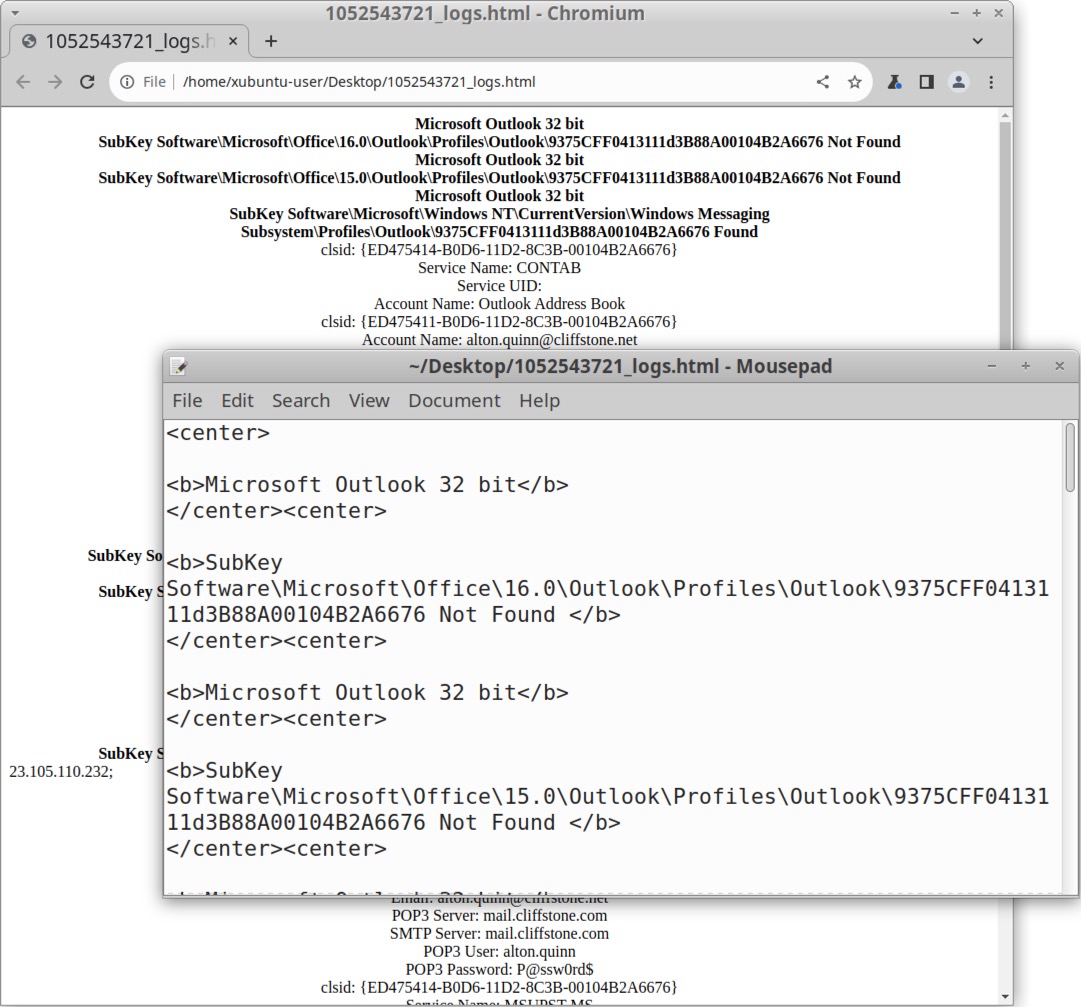 1052543721_logs.html - Chromium
1052543721_logs.h
File
/home/xubuntu-user/Desktop/1052543721_logs.html
Microsoft Outlook 32 bit
SubKey Software\Microsoft\Office\16.0\Outlook\Profiles\Outlook\9375CFF0413111d3B88A00104B2A6676 Not Found
Microsoft Outlook 32 bit
SubKey Software\Microsoft\Office\15.0\Outlook\Profiles\Outlook\9375CFF0413111d3B88A00104B2A6676 Not Found
Microsoft Outlook 32 bit
SubKey Software\Microsoft\Windows NT\CurrentVersion\Windows Messaging
Subsystem\Profiles\Outlook\9375CFF0413111d3B88A00104B2A6676 Found
clsid: {ED475414-B0D6-11D2-8C3B-00104B2A6676}
Service Name: CONTAB
Service UID:
Account Name: Outlook Address Book
clsid: {ED475411-B0D6-11D2-8C3B-00104B2A6676}
Account Name: alton.quinn@cliffstone.net
SubKey So
SubKey S
SubKey S
23.105.110.232;
~/Desktop/1052543721_logs.html - Mousepad
File Edit Search View Document Help
<center>
<b>Microsoft Outlook 32 bit</b>
</center><center>
<b>SubKey
Software\Microsoft\Office\16.0\Outlook\Profiles\Outlook\9375CFF04131
11d3B88A00104B2A6676 Not Found </b>
</center><center>
<b>Microsoft Outlook 32 bit</b>
</center><center>
<b>SubKey
Software\Microsoft\Office\15.0\Outlook\Profiles\Outlook\9375CFF04131
11d3B88A00104B2A6676 Not Found </b>
</center><center>
<b>Microsoft Outlook 32 bit</b>
Email: alton.quinn@cliffstone.net
POP3 Server: mail.cliffstone.com
SMTP Server: mail.cliffstone.com
POP3 User: alton.quinn
POP3 Password: P@ssw0rd$
clsid: {ED475414-B0D6-11D2-8C3B-00104B2A6676}
Service Name: MSUPST MS